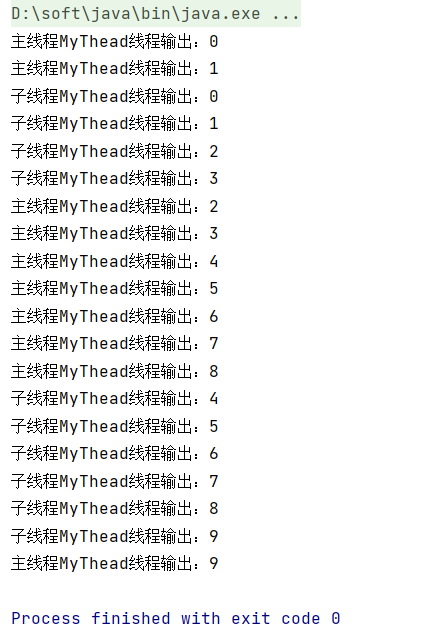 D:\soft\java\bin\java.exe ...
主线程MyThead线程输出：0
主线程MyThead线程输出：1
子线程MyThead线程输出：0
子线程MyThead线程输出：1
子线程MyThead线程输出：2
子线程MyThead线程输出：3
主线程MyThead线程输出：2
主线程MyThead线程输出：3
主线程MyThead线程输出：4
主线程MyThead线程输出：5
主线程MyThead线程输出：6
主线程MyThead线程输出：7
主线程MyThead线程输出：8
子线程MyThead线程输出：4
子线程MyThead线程输出：5
子线程MyThead线程输出：6
子线程MyThead线程输出：7
子线程MyThead线程输出：8
子线程MyThead线程输出：9
主线程MyThead线程输出：9
Process finished with exit code 0